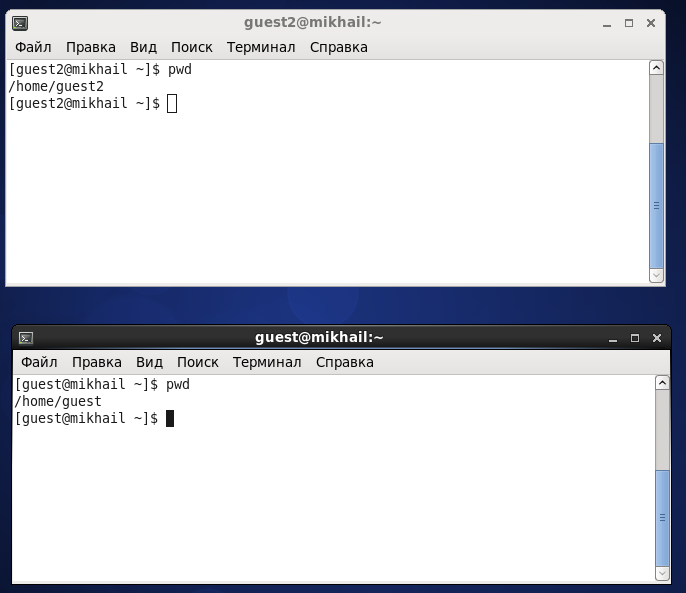 guest2@mikhail:~
Файл Правка Вид Поиск Терминал Справка
[guest2@mikhail ~]$ pwd
/home/guest2
[guest2@mikhail ~]$
guest@mikhail:~
Файл Правка Вид Поиск Терминал Справка
[guest@mikhail ~]$ pwd
/home/guest
[guest@mikhail ~]$